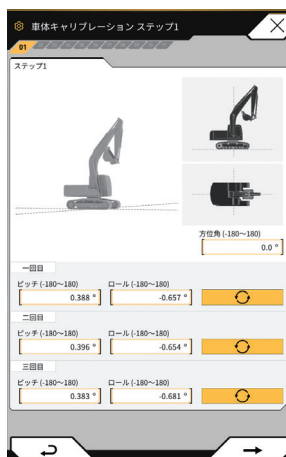 車体キャリブレーション ステップ1
01
ステップ1
方位角 (-180～180)
0.0 °
一回目
ピッチ (-180～180)
ロール (-180～180)
0.388 °
-0.657 °
二回目
ピッチ (-180～180)
ロール (-180～180)
0.396 °
-0.654 °
三回目
ピッチ (-180～180)
ロール (-180～180)
0.383 °
-0.681 °